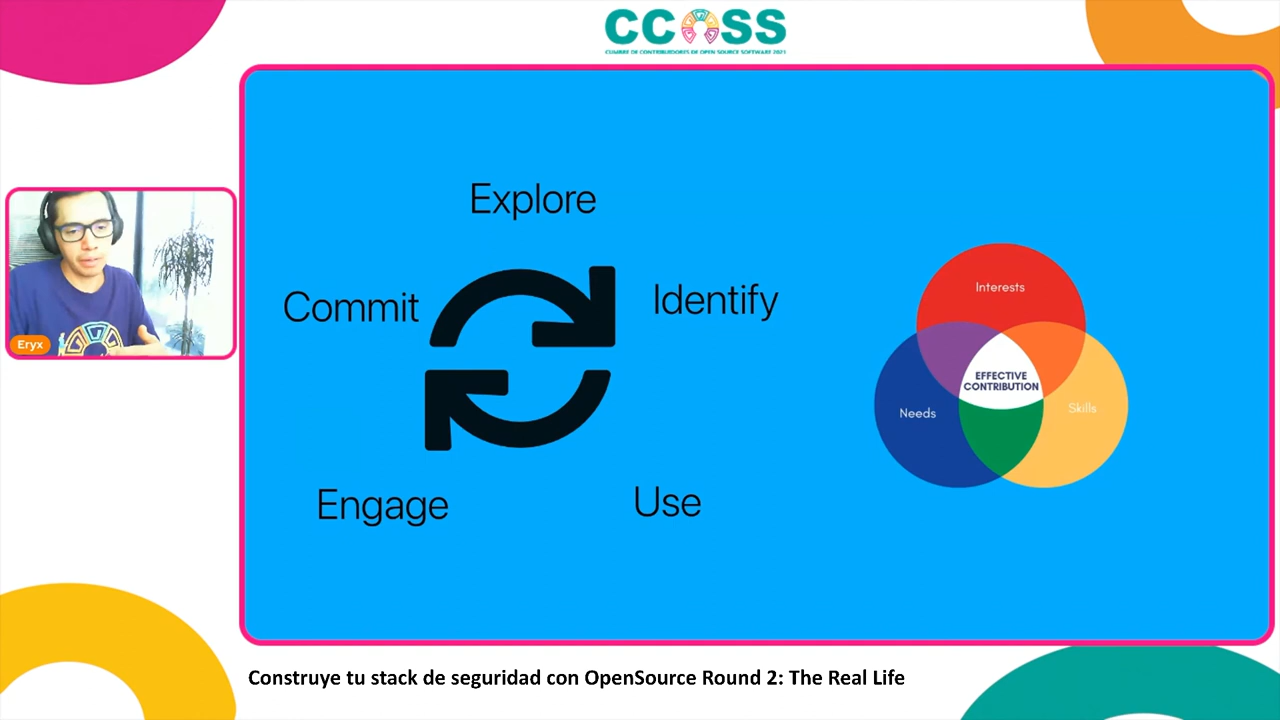 CCOSS
CUMBRE DE CONTRIBUIDORES DE OPEN SOURCE SOFTWARE 2021
Explore
Commit
Identify
Engage
Use
Interests
EFFECTIVE
CONTRIBUTION
Needs
Skills
Eryx
Construye tu stack de seguridad con OpenSource Round 2: The Real Life